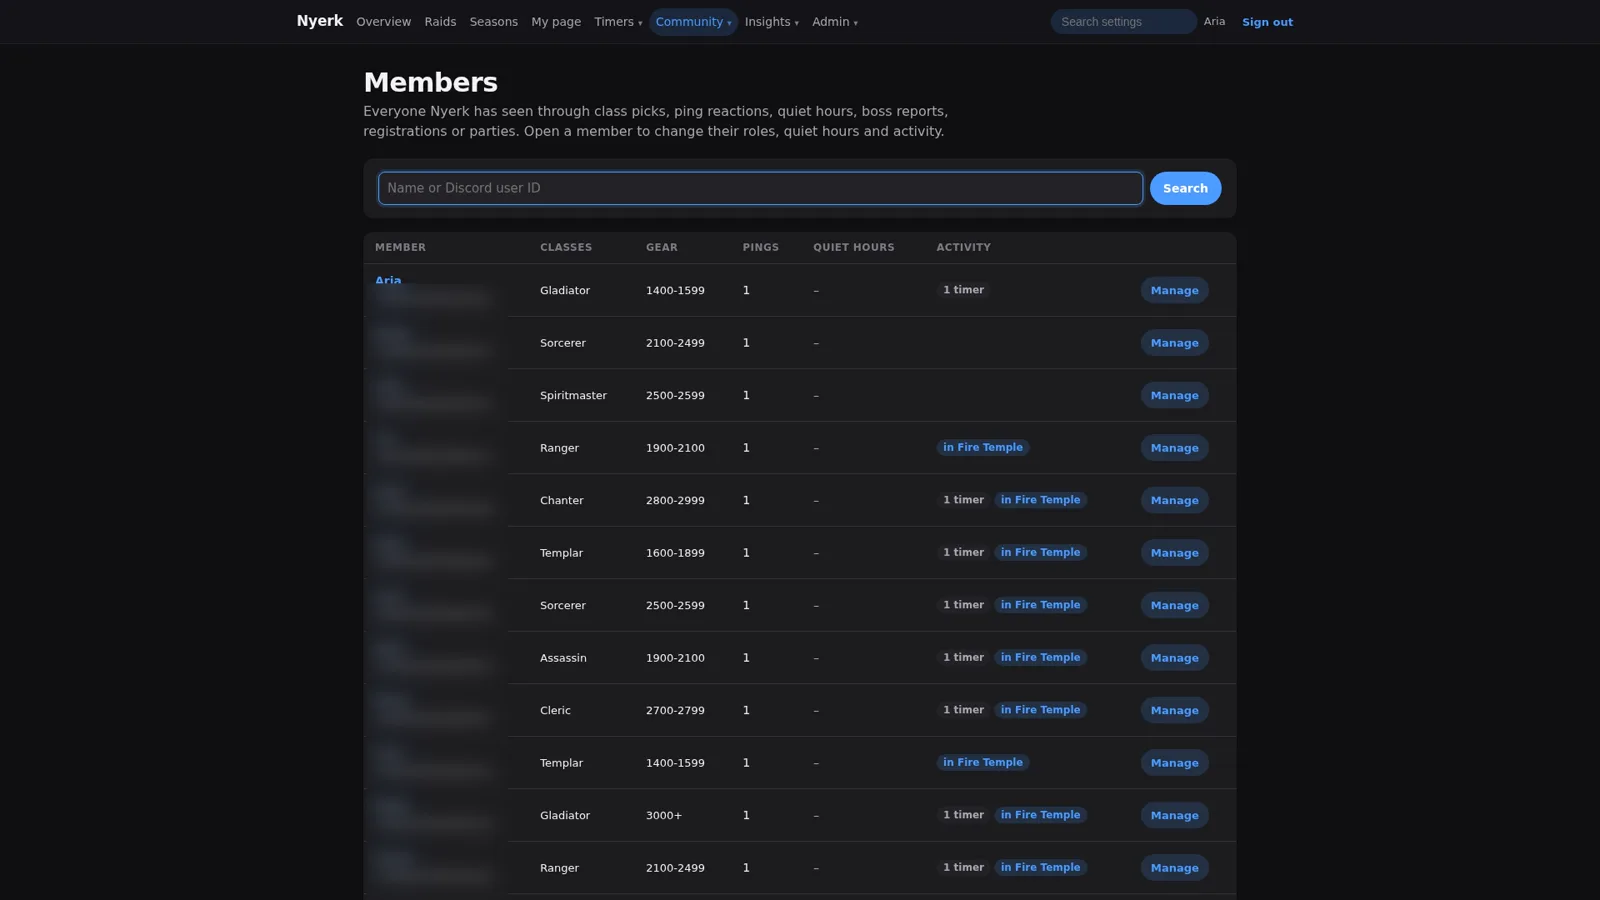 Nyerk Overview Raids Seasons My page Timers ▾ Community ▾ Insights ▾ Admin ▾ Search settings Aria Sign out
Members
Everyone Nyerk has seen through class picks, ping reactions, quiet hours, boss reports,
registrations or parties. Open a member to change their roles, quiet hours and activity.
Name or Discord user ID Search
MEMBER CLASSES GEAR PINGS QUIET HOURS ACTIVITY
Aria
Gladiator 1400-1599 1 – 1 timer Manage
Sorcerer 2100-2499 1 – Manage
Spiritmaster 2500-2599 1 – Manage
Ranger 1900-2100 1 – in Fire Temple Manage
Chanter 2800-2999 1 – 1 timer in Fire Temple Manage
Templar 1600-1899 1 – 1 timer in Fire Temple Manage
Sorcerer 2500-2599 1 – 1 timer in Fire Temple Manage
Assassin 1900-2100 1 – 1 timer in Fire Temple Manage
Cleric 2700-2799 1 – 1 timer in Fire Temple Manage
Templar 1400-1599 1 – in Fire Temple Manage
Gladiator 3000+ 1 – 1 timer in Fire Temple Manage
Ranger 2100-2499 1 – 1 timer in Fire Temple Manage